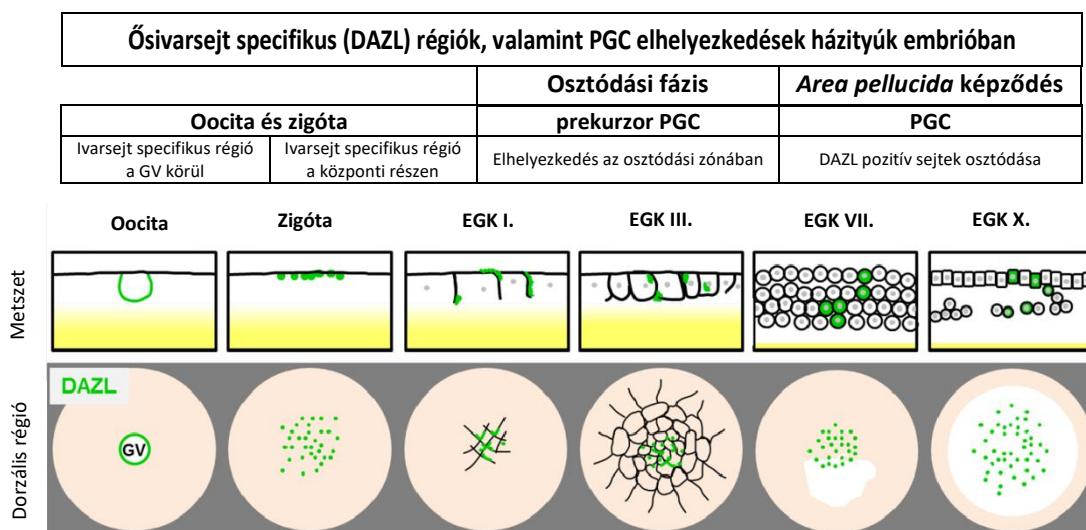 Ősivarsejt specifikus (DAZL) régiók, valamint PGC elhelyezkedések házityúk embrióban
Osztódási fázis
Area pellucida képződés
Oocita és zigóta
prekurzor PGC
PGC
Ivarsejt specifikus régió
a GV körül
Ivarsejt specifikus régió
a központi részen
Elhelyezkedés az osztódási zónában
DAZL pozitív sejtek osztódása
Oocita
Zigóta
EGK I.
EGK III.
EGK VII.
EGK X.
Metszet
Dorzális régió
DAZL
GV